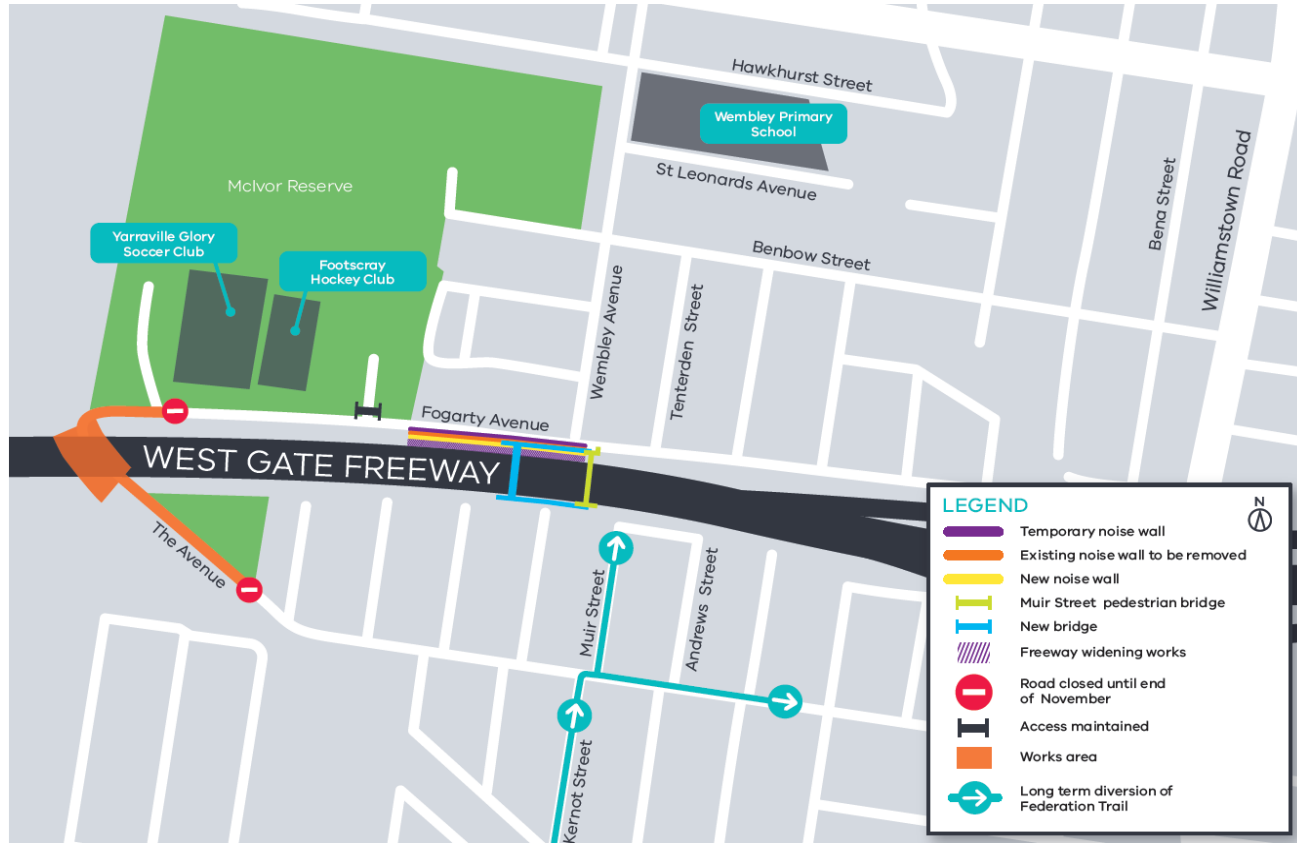 Hawkhurst Street
Wembley Primary
School
St Leonards Avenue
McIvor Reserve
Yarraville Glory
Soccer Club
Footscray
Hockey Club
Benbow Street
Bena Street
Williamstown Road
Wembley Avenue
Tenterden Street
Fogarty Avenue
WEST GATE FREEWAY
The Avenue
Muir Street
Andrews Street
Kernot Street
LEGEND
N
Temporary noise wall
Existing noise wall to be removed
New noise wall
Muir Street pedestrian bridge
New bridge
Freeway widening works
Road closed until end
of November
Access maintained
Works area
Long term diversion of
Federation Trail